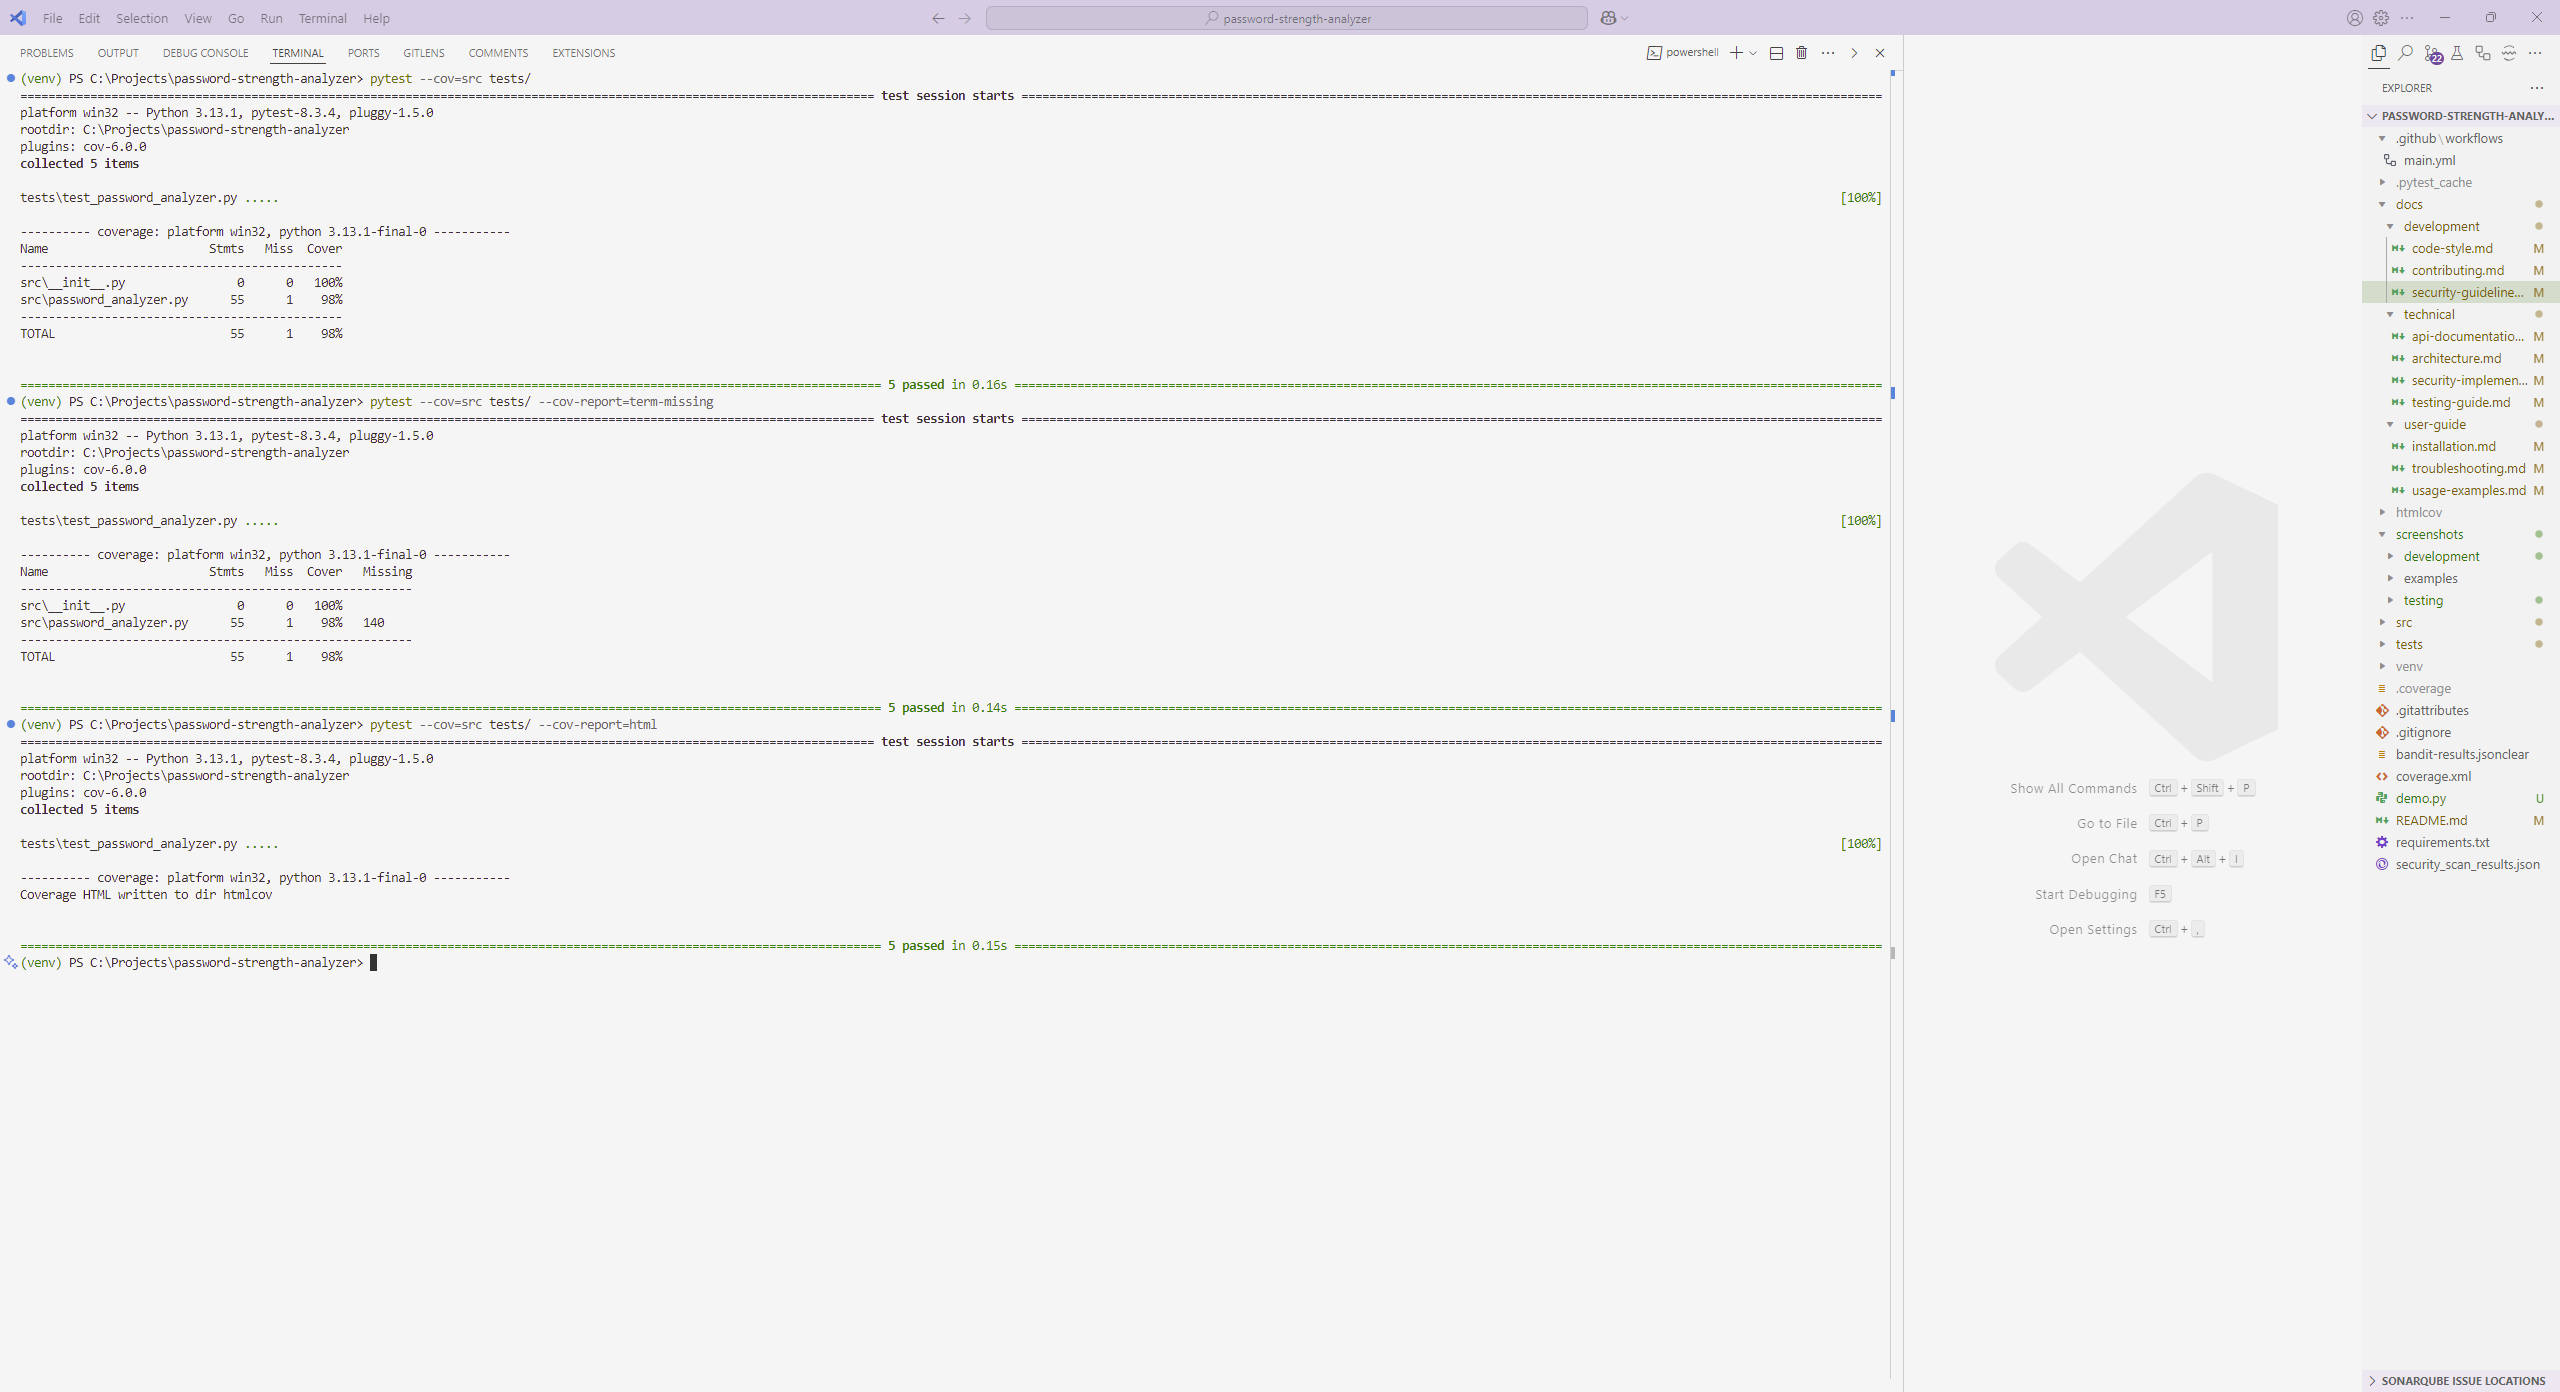 File Edit Selection View Go Run Terminal Help
password-strength-analyzer
PROBLEMS OUTPUT DEBUG CONSOLE TERMINAL PORTS GITLENS COMMENTS EXTENSIONS
powershell
(venv) PS C:\Projects\password-strength-analyzer> pytest --cov=src tests/
test session starts
platform win32 -- Python 3.13.1, pytest-8.3.4, pluggy-1.5.0
rootdir: C:\Projects\password-strength-analyzer
plugins: cov-6.0.0
collected 5 items
tests\test_password_analyzer.py ..... [100%]
---------- coverage: platform win32, python 3.13.1-final-0 -----------
Name Stmts Miss Cover
src\__init__.py 0 0 100%
src\password_analyzer.py 55 1 98%
TOTAL 55 1 98%
5 passed in 0.16s
(venv) PS C:\Projects\password-strength-analyzer> pytest --cov=src tests/ --cov-report=term-missing
test session starts
platform win32 -- Python 3.13.1, pytest-8.3.4, pluggy-1.5.0
rootdir: C:\Projects\password-strength-analyzer
plugins: cov-6.0.0
collected 5 items
tests\test_password_analyzer.py ..... [100%]
---------- coverage: platform win32, python 3.13.1-final-0 -----------
Name Stmts Miss Cover Missing
src\__init__.py 0 0 100%
src\password_analyzer.py 55 1 98% 140
TOTAL 55 1 98%
5 passed in 0.14s
(venv) PS C:\Projects\password-strength-analyzer> pytest --cov=src tests/ --cov-report=html
test session starts
platform win32 -- Python 3.13.1, pytest-8.3.4, pluggy-1.5.0
rootdir: C:\Projects\password-strength-analyzer
plugins: cov-6.0.0
collected 5 items
tests\test_password_analyzer.py ..... [100%]
---------- coverage: platform win32, python 3.13.1-final-0 -----------
Coverage HTML written to dir htmlcov
5 passed in 0.15s
(venv) PS C:\Projects\password-strength-analyzer>
Show All Commands Ctrl + Shift + P
Go to File Ctrl + P
Open Chat Ctrl + Alt + I
Start Debugging F5
Open Settings Ctrl + ,
22
EXPLORER
PASSWORD-STRENGTH-ANALY...
.github\workflows
main.yml
.pytest_cache
docs
development
code-style.md M
contributing.md M
security-guideline... M
technical
api-documentatio... M
architecture.md M
security-implemen... M
testing-guide.md M
user-guide
installation.md M
troubleshooting.md M
usage-examples.md M
htmlcov
screenshots
development
examples
testing
src
tests
venv
.coverage
.gitattributes
.gitignore
bandit-results.jsonclear
coverage.xml
demo.py U
README.md M
requirements.txt
security_scan_results.json
SONARQUBE ISSUE LOCATIONS